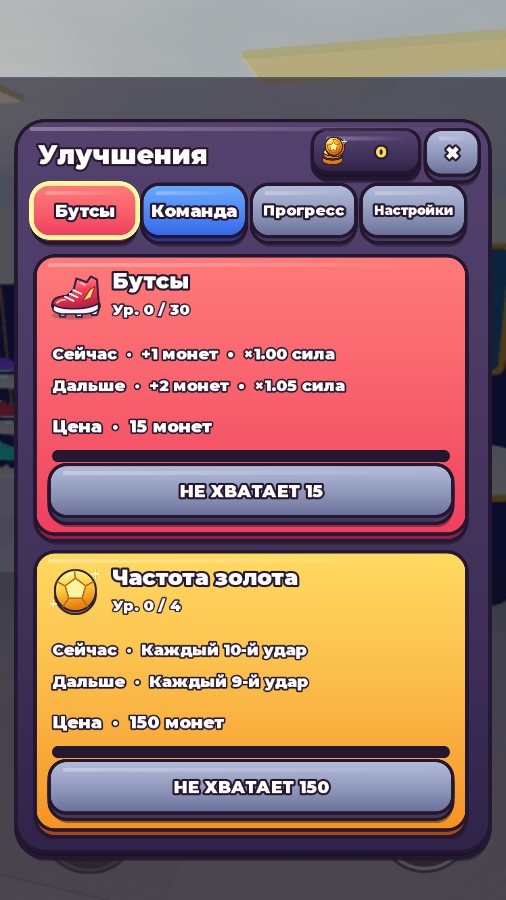 Улучшения
0
Бутсы
Команда
Прогресс
Настройки
Бутсы
Ур. 0 / 30
Сейчас • +1 монет • ×1.00 сила
Дальше • +2 монет • ×1.05 сила
Цена • 15 монет
НЕ ХВАТАЕТ 15
Частота золота
Ур. 0 / 4
Сейчас • Каждый 10-й удар
Дальше • Каждый 9-й удар
Цена • 150 монет
НЕ ХВАТАЕТ 150